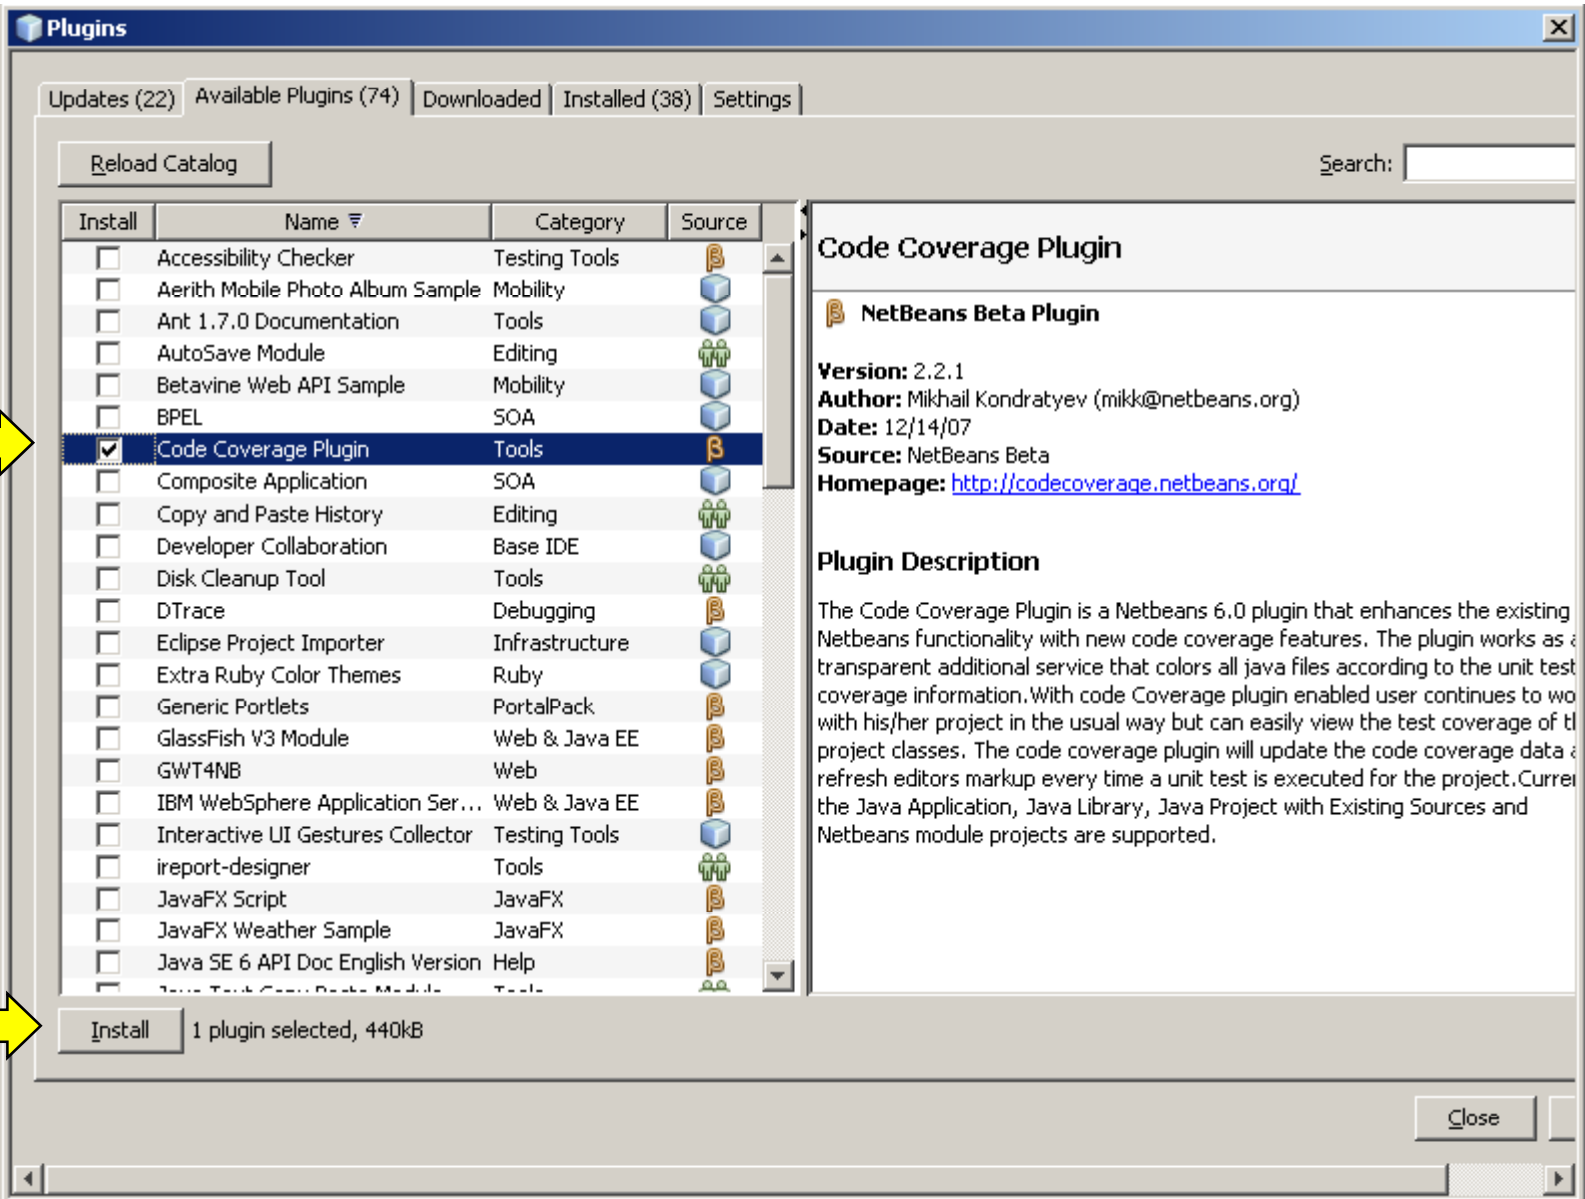 Plugins
Updates (22) Available Plugins (74) Downloaded Installed (38) Settings
Reload Catalog Search:
Install Name Category Source
Accessibility Checker Testing Tools
Aerith Mobile Photo Album Sample Mobility
Ant 1.7.0 Documentation Tools
AutoSave Module Editing
Betavine Web API Sample Mobility
BPEL SOA
Code Coverage Plugin Tools
Composite Application SOA
Copy and Paste History Editing
Developer Collaboration Base IDE
Disk Cleanup Tool Tools
DTrace Debugging
Eclipse Project Importer Infrastructure
Extra Ruby Color Themes Ruby
Generic Portlets PortalPack
GlassFish V3 Module Web & Java EE
GWT4NB Web
IBM WebSphere Application Ser... Web & Java EE
Interactive UI Gestures Collector Testing Tools
ireport-designer Tools
JavaFX Script JavaFX
JavaFX Weather Sample JavaFX
Java SE 6 API Doc English Version Help
Code Coverage Plugin
β NetBeans Beta Plugin
Version: 2.2.1
Author: Mikhail Kondratyev (mikk@netbeans.org)
Date: 12/14/07
Source: NetBeans Beta
Homepage: http://codecoverage.netbeans.org/
Plugin Description
The Code Coverage Plugin is a Netbeans 6.0 plugin that enhances the existing
Netbeans functionality with new code coverage features. The plugin works as
transparent additional service that colors all java files according to the unit test
coverage information.With code Coverage plugin enabled user continues to
with his/her project in the usual way but can easily view the test coverage of
project classes. The code coverage plugin will update the code coverage data
refresh editors markup every time a unit test is executed for the project.
the Java Application, Java Library, Java Project with Existing Sources and
Netbeans module projects are supported.
Install 1 plugin selected, 440kB
Close